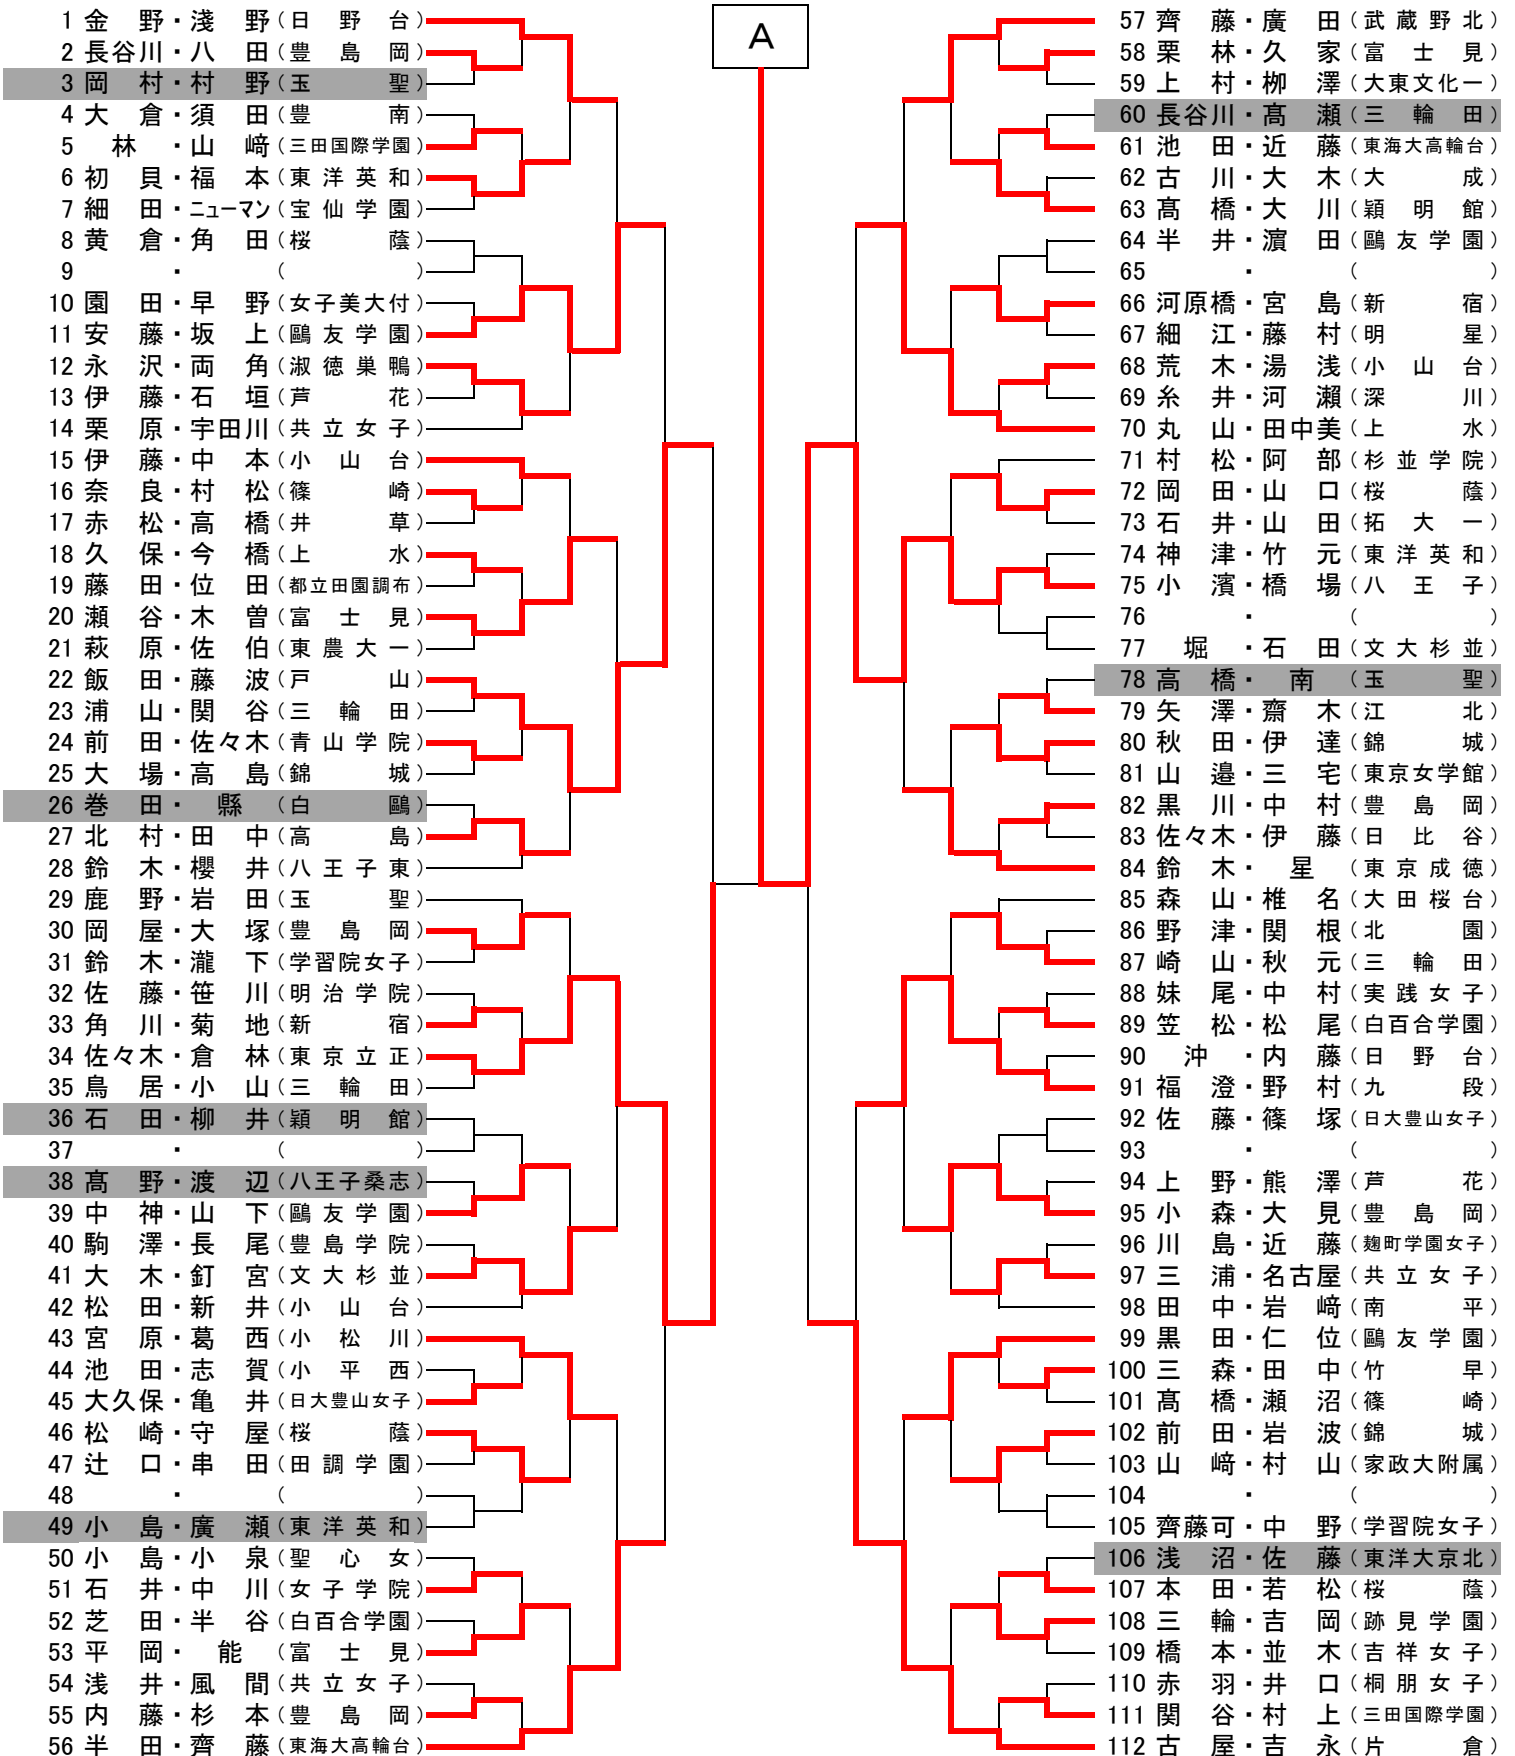 A
1 金野・淺野（日野台）
2 長谷川・八田（豊島岡）
3 岡村・村野（玉聖）
4 大倉・須田（豊南）
5 林・山﨑（三田国際学園）
6 初貝・福本（東洋英和）
7 細田・ニューマン（宝仙学園）
8 黄倉・角田（桜蔭）
9 ・（ ）
10 園田・早野（女子美大付）
11 安藤・坂上（鷗友学園）
12 永沢・両角（淑徳巣鴨）
13 伊藤・石垣（芦花）
14 栗原・宇田川（共立女子）
15 伊藤・中本（小山台）
16 奈良・村松（篠崎）
17 赤松・高橋（井草）
18 久保・今橋（上水）
19 藤田・位田（都立田園調布）
20 瀬谷・木曽（富士見）
21 萩原・佐伯（東農大一）
22 飯田・藤波（戸山）
23 浦山・関谷（三輪田）
24 前田・佐々木（青山学院）
25 大場・高島（錦城）
26 巻田・縣（白鷗）
27 北村・田中（高島）
28 鈴木・櫻井（八王子東）
29 鹿野・岩田（玉聖）
30 岡屋・大塚（豊島岡）
31 鈴木・瀧下（学習院女子）
32 佐藤・笹川（明治学院）
33 角川・菊地（新宿）
34 佐々木・倉林（東京立正）
35 鳥居・小山（三輪田）
36 石田・柳井（穎明館）
37 ・（ ）
38 髙野・渡辺（八王子桑志）
39 中神・山下（鷗友学園）
40 駒澤・長尾（豊島学院）
41 大木・釘宮（文大杉並）
42 松田・新井（小山台）
43 宮原・葛西（小松川）
44 池田・志賀（小平西）
45 大久保・亀井（日大豊山女子）
46 松崎・守屋（桜蔭）
47 辻口・串田（田調学園）
48 ・（ ）
49 小島・廣瀬（東洋英和）
50 小島・小泉（聖心女）
51 石井・中川（女子学院）
52 芝田・半谷（白百合学園）
53 平岡・能（富士見）
54 浅井・風間（共立女子）
55 内藤・杉本（豊島岡）
56 半田・齊藤（東海大高輪台）
57 齊藤・廣田（武蔵野北）
58 栗林・久家（富士見）
59 上村・栁澤（大東文化一）
60 長谷川・髙瀬（三輪田）
61 池田・近藤（東海大高輪台）
62 古川・大木（大成）
63 髙橋・大川（穎明館）
64 半井・濵田（鷗友学園）
65 ・（ ）
66 河原橋・宮島（新宿）
67 細江・藤村（明星）
68 荒木・湯浅（小山台）
69 糸井・河瀨（深川）
70 丸山・田中美（上水）
71 村松・阿部（杉並学院）
72 岡田・山口（桜蔭）
73 石井・山田（拓大一）
74 神津・竹元（東洋英和）
75 小濱・橋場（八王子）
76 ・（ ）
77 堀・石田（文大杉並）
78 高橋・南（玉聖）
79 矢澤・齋木（江北）
80 秋田・伊達（錦城）
81 山邉・三宅（東京女学館）
82 黒川・中村（豊島岡）
83 佐々木・伊藤（日比谷）
84 鈴木・星（東京成徳）
85 森山・椎名（大田桜台）
86 野津・関根（北園）
87 崎山・秋元（三輪田）
88 妹尾・中村（実践女子）
89 笠松・松尾（白百合学園）
90 沖・内藤（日野台）
91 福澄・野村（九段）
92 佐藤・篠塚（日大豊山女子）
93 ・（ ）
94 上野・熊澤（芦花）
95 小森・大見（豊島岡）
96 川島・近藤（麹町学園女子）
97 三浦・名古屋（共立女子）
98 田中・岩﨑（南平）
99 黒田・仁位（鷗友学園）
100 三森・田中（竹早）
101 髙橋・瀬沼（篠崎）
102 前田・岩波（錦城）
103 山﨑・村山（家政大附属）
104 ・（ ）
105 齊藤可・中野（学習院女子）
106 浅沼・佐藤（東洋大京北）
107 本田・若松（桜蔭）
108 三輪・吉岡（跡見学園）
109 橋本・並木（吉祥女子）
110 赤羽・井口（桐朋女子）
111 関谷・村上（三田国際学園）
112 古屋・吉永（片倉）